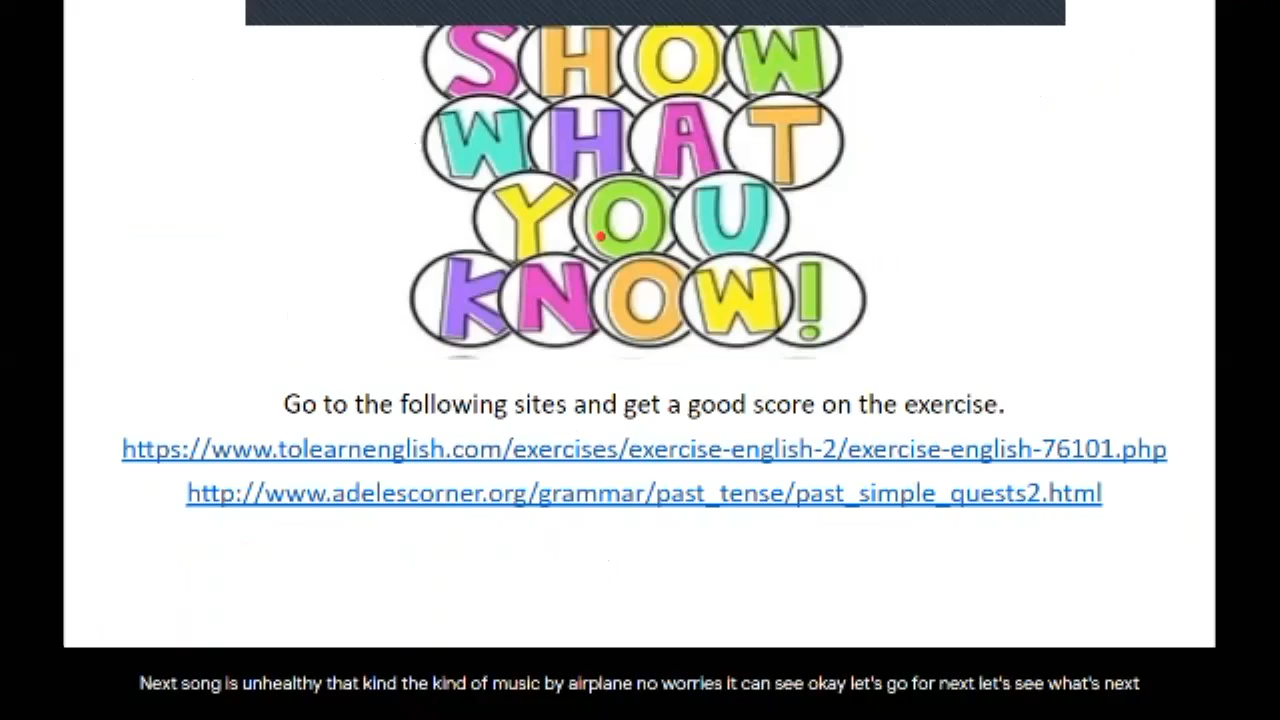 SHOW
WHAT
YOU
KNOW!
Go to the following sites and get a good score on the exercise.
https://www.tolearnenglish.com/exercises/exercise-english-2/exercise-english-76101.php
http://www.adelescorner.org/grammar/past_tense/past_simple_quests2.html
Next song is unhealthy that kind the kind of music by airplane no worries it can see okay let's go for next let's see what's next